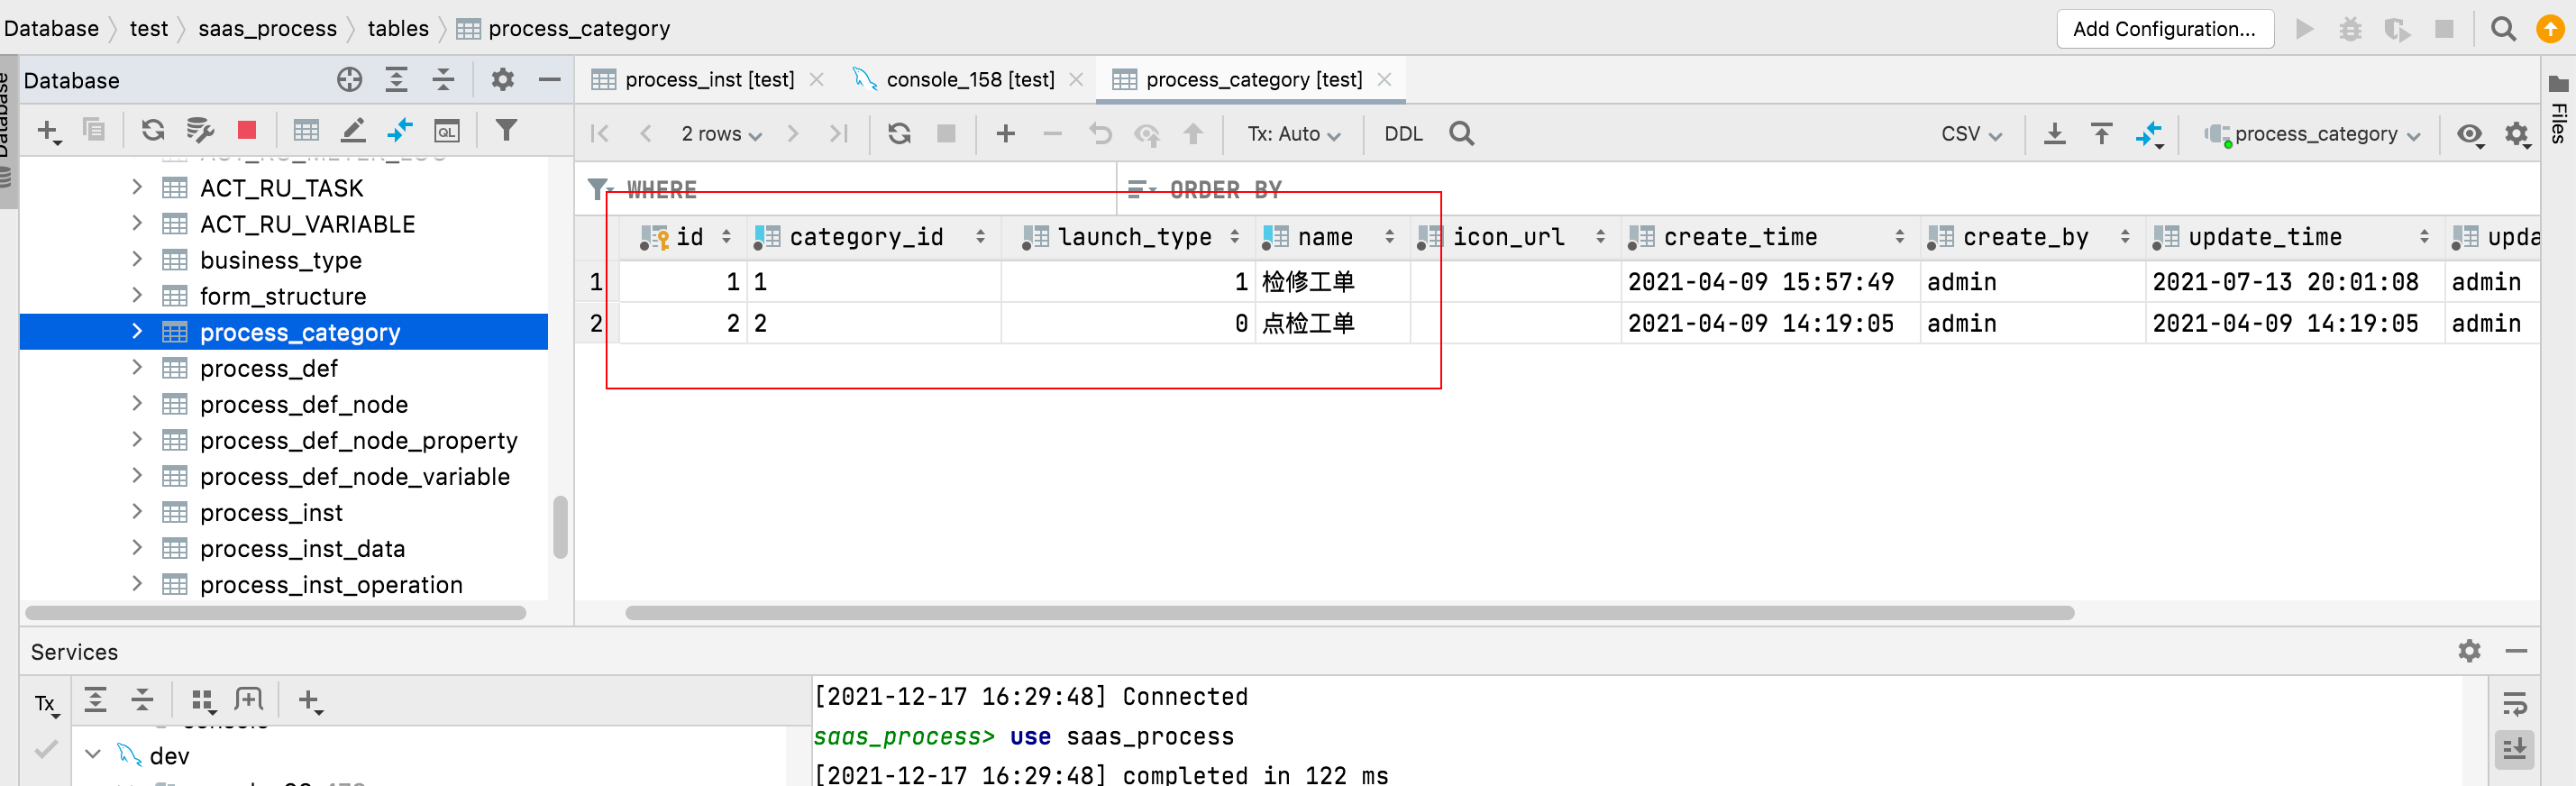 Database test saas_process tables process_category Add Configuration...
Database
Database
process_inst [test] console_158 [test] process_category [test]
2 rows Tx: Auto DDL CSV process_category
QL
Files
WHERE ORDER BY
ACT_RU_METER_LOG
ACT_RU_TASK
ACT_RU_VARIABLE
business_type
form_structure
process_category
process_def
process_def_node
process_def_node_property
process_def_node_variable
process_inst
process_inst_data
process_inst_operation
id category_id launch_type name icon_url create_time create_by update_time upda
1 1 1 1 检修工单 2021-04-09 15:57:49 admin 2021-07-13 20:01:08 admin
2 2 2 0 点检工单 2021-04-09 14:19:05 admin 2021-04-09 14:19:05 admin
Services
Tx
console
dev
[2021-12-17 16:29:48] Connected
saas_process> use saas_process
[2021-12-17 16:29:48] completed in 122 ms